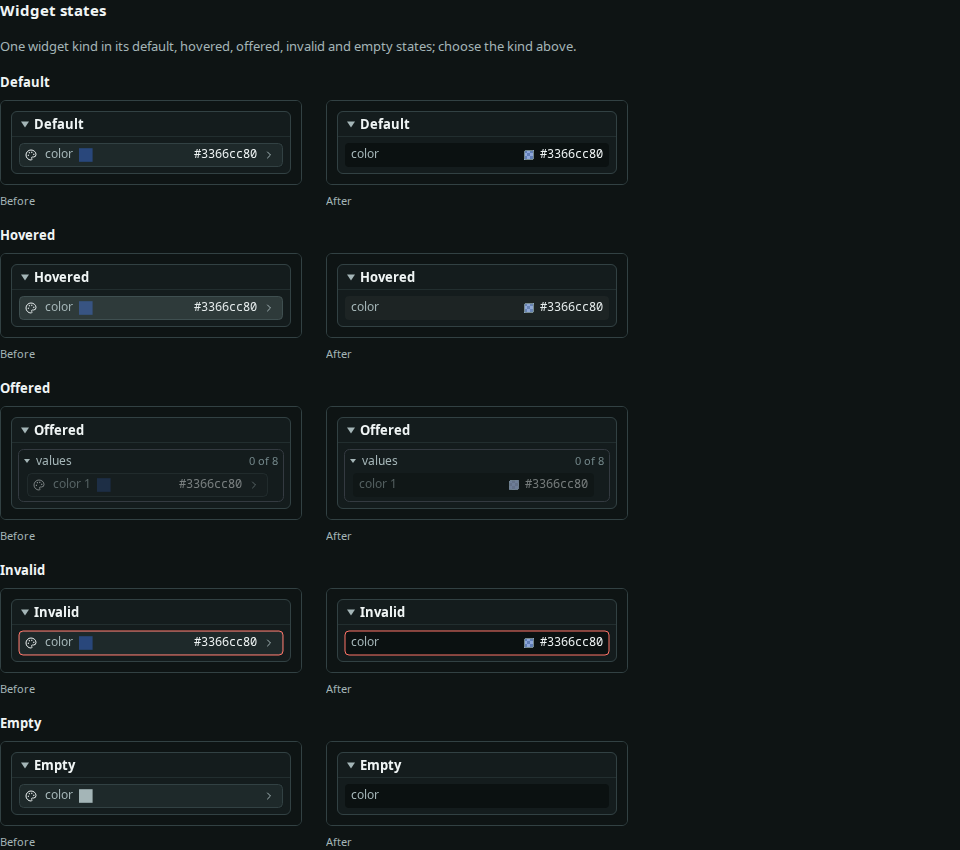 Widget states
One widget kind in its default, hovered, offered, invalid and empty states; choose the kind above.
Default
Default
color #3366cc80
Before
Default
color #3366cc80
After
Hovered
Hovered
color #3366cc80
Before
Hovered
color #3366cc80
After
Offered
Offered
values 0 of 8
color 1 #3366cc80
Before
Offered
values 0 of 8
color 1 #3366cc80
After
Invalid
Invalid
color #3366cc80
Before
Invalid
color #3366cc80
After
Empty
Empty
color
Before
Empty
color
After